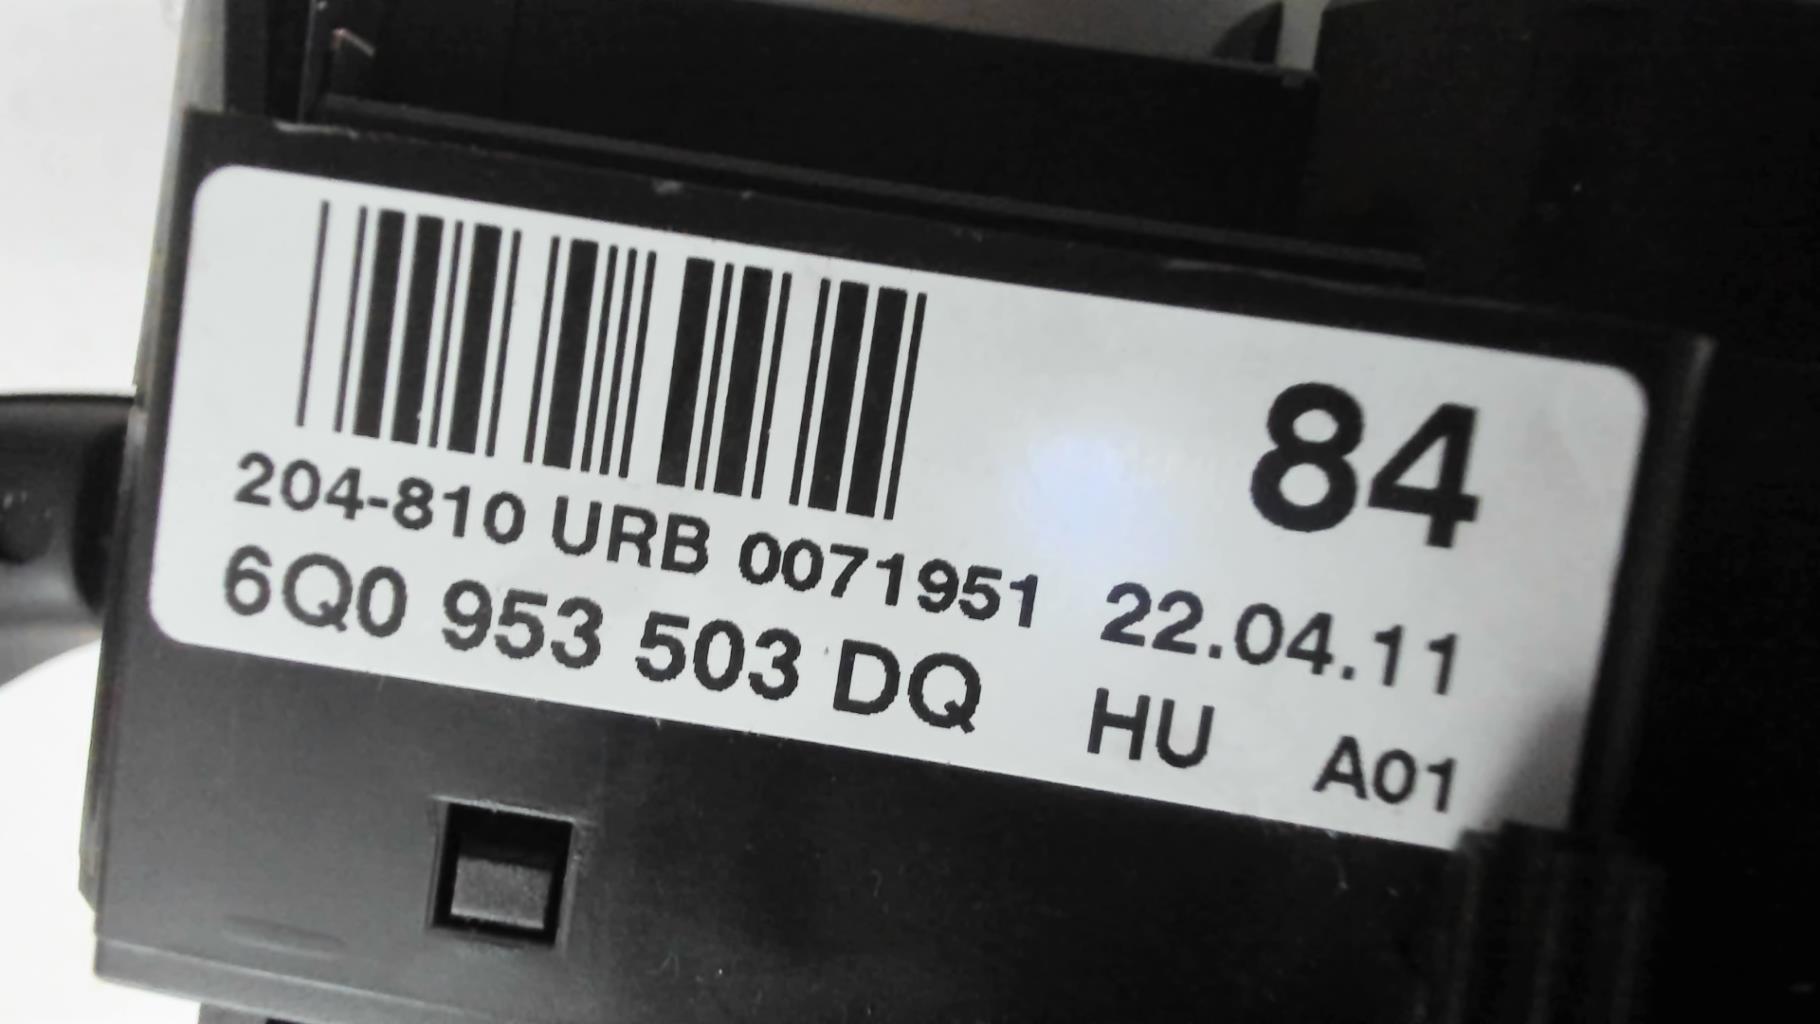 84
204-810 URB 0071951 22.04.11
6Q0 953 503 DQ HU A01